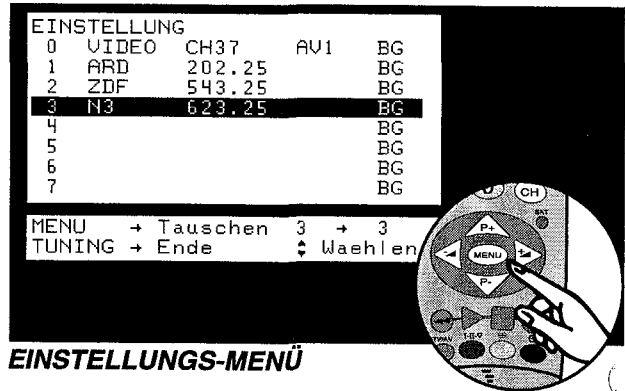 EINSTELLUNG
0 VIDEO CH37 AV1 BG
1 ARD 202.25 BG
2 ZDF 543.25 BG
3 N3 623.25 BG
4 BG
5 BG
6 BG
7 BG
MENU → Tauschen 3 → 3
TUNING → Ende ↕ Waehlen
CH
SAT
P+
MENU
P-
EINSTELLUNGS-MENÜ